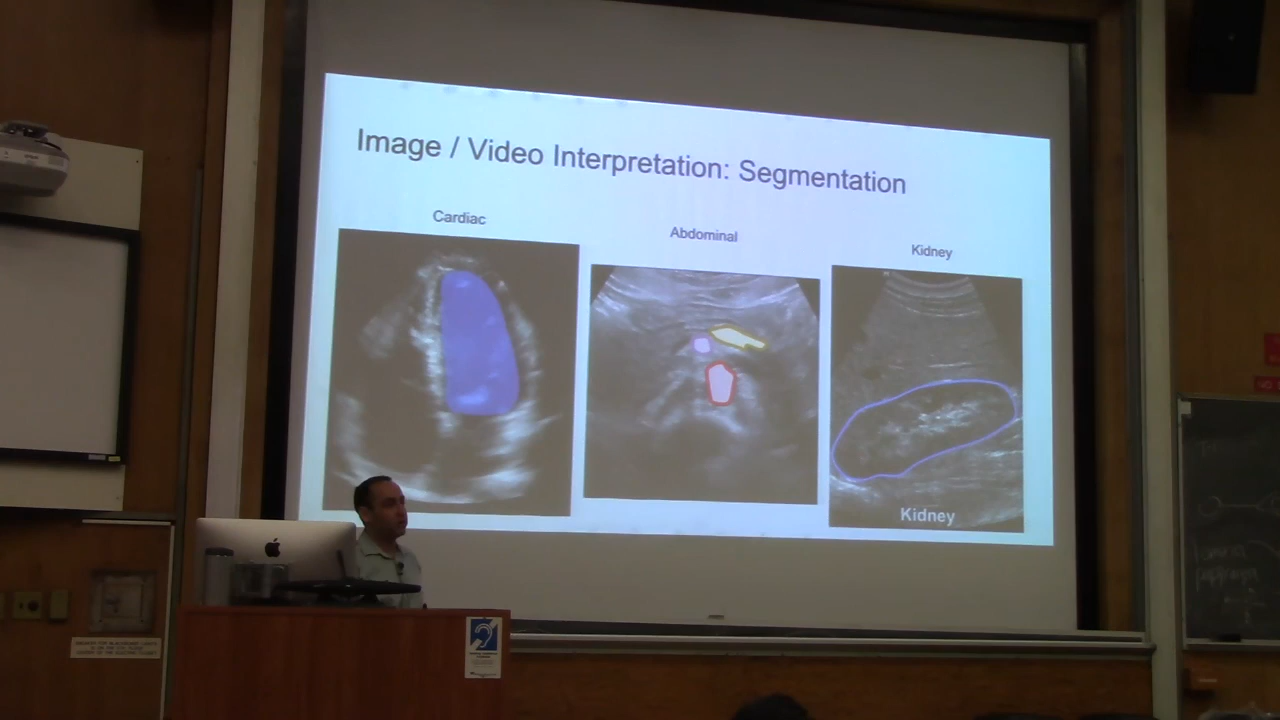 Image / Video Interpretation: Segmentation
Cardiac
Abdominal
Kidney
Kidney